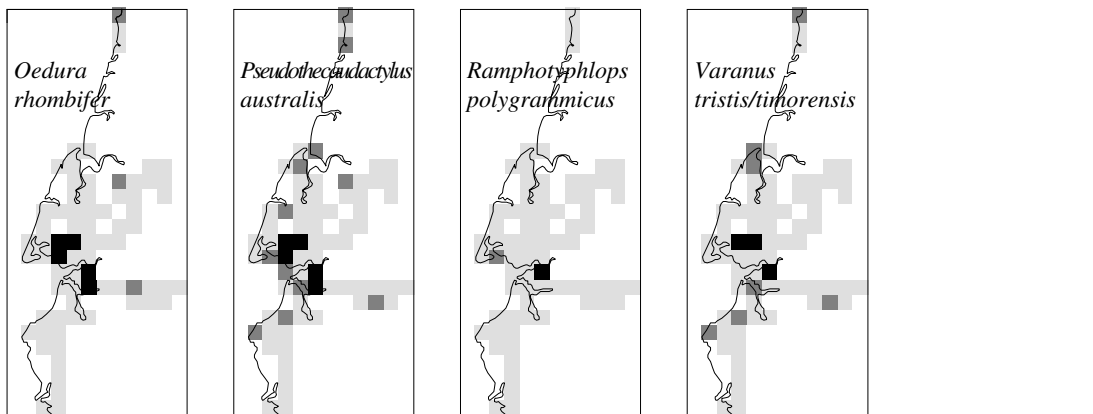 Oedura
rhombifer
Pseudothecadactylus
australis
Ramphotyphlops
polygrammicus
Varanus
tristis/timorensis